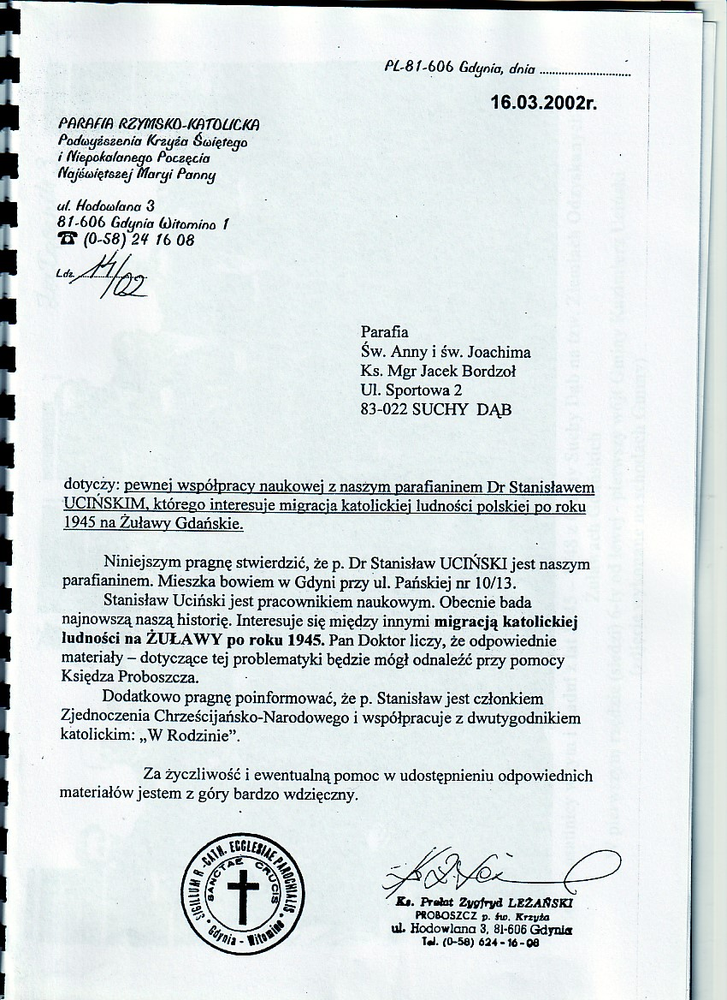 PL-81-606 Gdynia, dnia ..............................
16.03.2002r.
PARAFIA RZYMSKO-KATOLICKA
Podwyższenia Krzyża Świętego
i Niepokalanego Poczęcia
Najświętszej Maryi Panny
ul. Hodowlana 3
81-606 Gdynia Witomino 1
☎ (0-58) 24 16 08
Ldz. 14/02
Parafia
Św. Anny i św. Joachima
Ks. Mgr Jacek Bordzoł
Ul. Sportowa 2
83-022 SUCHY DĄB
dotyczy: pewnej współpracy naukowej z naszym parafianinem Dr Stanisławem
UCIŃSKIM, którego interesuje migracja katolickiej ludności polskiej po roku
1945 na Żuławy Gdańskie.
Niniejszym pragnę stwierdzić, że p. Dr Stanisław UCIŃSKI jest naszym
parafianinem. Mieszka bowiem w Gdyni przy ul. Pańskiej nr 10/13.
Stanisław Uciński jest pracownikiem naukowym. Obecnie bada
najnowszą naszą historię. Interesuje się między innymi migracją katolickiej
ludności na ŻUŁAWY po roku 1945. Pan Doktor liczy, że odpowiednie
materiały – dotyczące tej problematyki będzie mógł odnaleźć przy pomocy
Księdza Proboszcza.
Dodatkowo pragnę poinformować, że p. Stanisław jest członkiem
Zjednoczenia Chrześcijańsko-Narodowego i współpracuje z dwutygodnikiem
katolickim: „W Rodzinie”.
Za życzliwość i ewentualną pomoc w udostępnieniu odpowiednich
materiałów jestem z góry bardzo wdzięczny.
SIGILLUM R.-CATH. ECCLESIAE PAROCHIALIS
SANCTAE CRUCIS
Gdynia - Witomino
Ks. Prałat Zygfryd LEŻAŃSKI
PROBOSZCZ p. św. Krzyża
ul. Hodowlana 3, 81-606 Gdynia
Tel. (0-58) 624-16-08